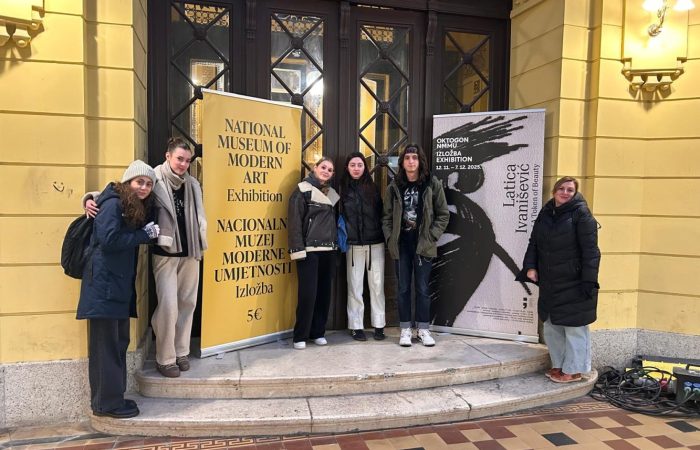 NATIONAL
MUSEUM OF
MODERN
ART
Exhibition
NACIONALNI
MUZEJ
MODERNE
UMJETNOSTI
Izložba
5€
OKTOGON
NMMU
IZLOŽBA
EXHIBITION
12. 11. – 7. 12. 2025.
Latica
Ivanišević
Token of Beauty